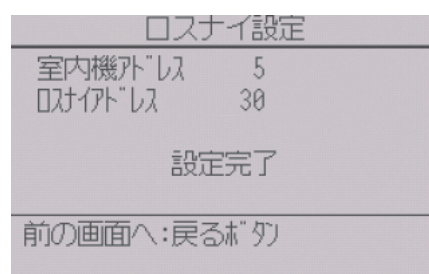 ロスナイ設定
室内機ｱﾄﾞﾚｽ 5
ﾛｽﾅｲｱﾄﾞﾚｽ 30
設定完了
前の画面へ:戻るﾎﾞﾀﾝ